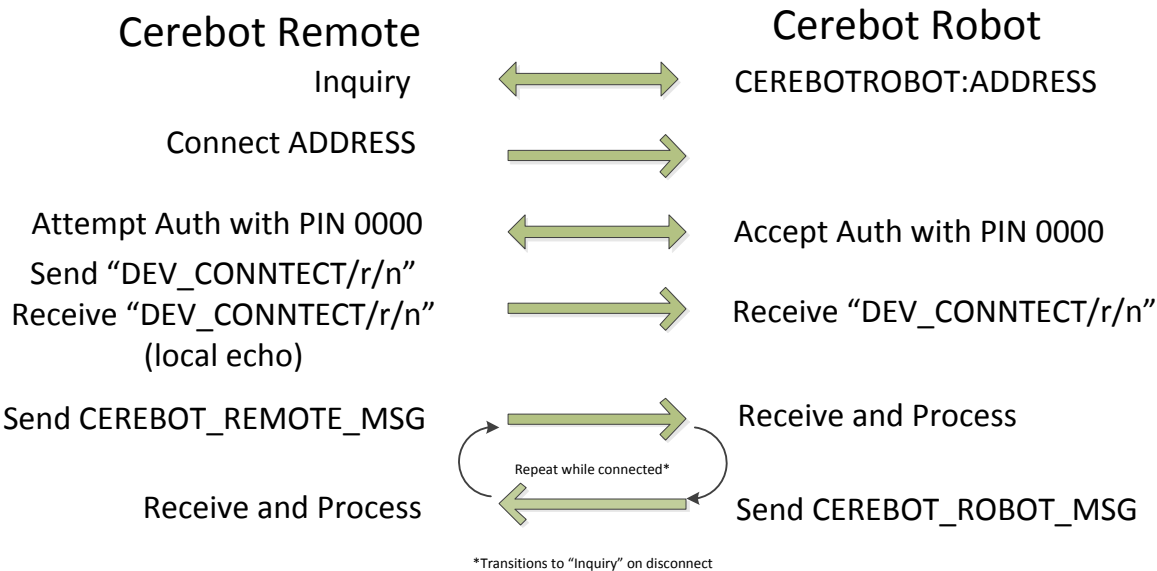 Cerebot Remote
Cerebot Robot
Inquiry
CEREBOTROBOT:ADDRESS
Connect ADDRESS
Attempt Auth with PIN 0000
Accept Auth with PIN 0000
Send “DEV_CONNTECT/r/n”
Receive “DEV_CONNTECT/r/n”
(local echo)
Receive “DEV_CONNTECT/r/n”
Send CEREBOT_REMOTE_MSG
Receive and Process
Repeat while connected*
Receive and Process
Send CEREBOT_ROBOT_MSG
*Transitions to “Inquiry” on disconnect